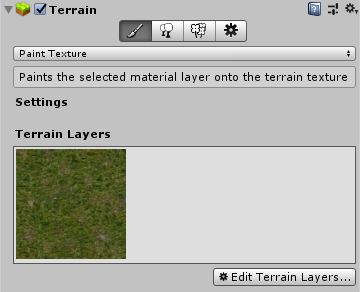 Terrain
Paint Texture
Paints the selected material layer onto the terrain texture
Settings
Terrain Layers
Edit Terrain Layers...